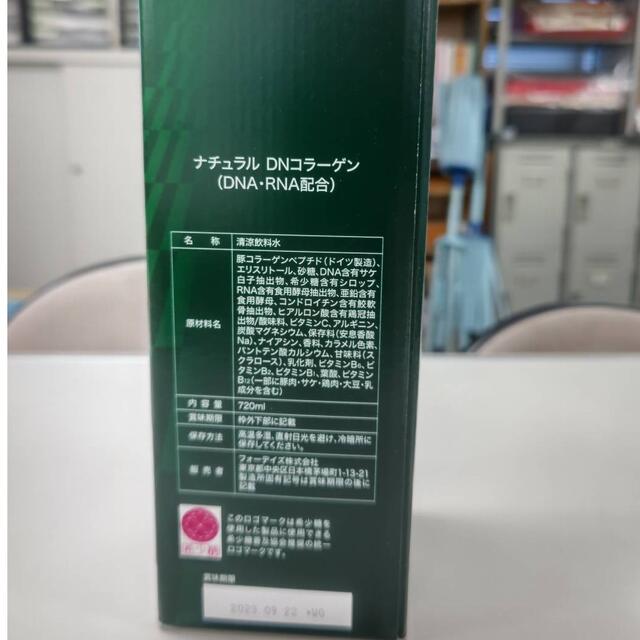 ナチュラル DNコラーゲン
(DNA・RNA配合)
名 称 清涼飲料水
原材料名
豚コラーゲンペプチド(ドイツ製造)、
エリスリトール、砂糖、DNA含有サケ
白子抽出物、希少糖含有シロップ、
RNA含有食用酵母抽出物、亜鉛含有
食用酵母、コンドロイチン含有鮫軟
骨抽出物、ヒアルロン酸含有鶏冠抽
出物/酸味料、ビタミンC、アルギニン、
炭酸マグネシウム、保存料(安息香酸
Na)、ナイアシン、香料、カラメル色素、
パントテン酸カルシウム、甘味料(ス
クラロース)、乳化剤、ビタミンB₆、ビ
タミンB₂、ビタミンB₁、葉酸、ビタミン
B₁₂(一部に豚肉・サケ・鶏肉・大豆・乳
成分を含む)
内 容 量 720ml
賞味期限 枠外下部に記載
保存方法 高温多湿、直射日光を避け、冷暗所に
保存してください。
販 売 者
フォーデイズ株式会社
東京都中央区日本橋茅場町1-13-21
製造所固有記号は賞味期限の後に
記載
希少糖
このロゴマークは希少糖を
使用した製品に使用できる
希少糖普及協会推奨の統一
ロゴマークです。
賞味期限
2023.09.22